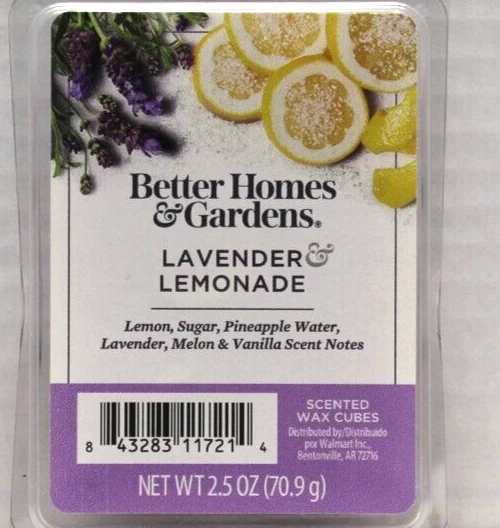 Better Homes
& Gardens®
LAVENDER &
LEMONADE
Lemon, Sugar, Pineapple Water,
Lavender, Melon & Vanilla Scent Notes
8 43283 11721 4
SCENTED
WAX CUBES
Distributed by/Distribuido
por Walmart Inc.,
Bentonville, AR 72716
NET WT 2.5 OZ (70.9 g)